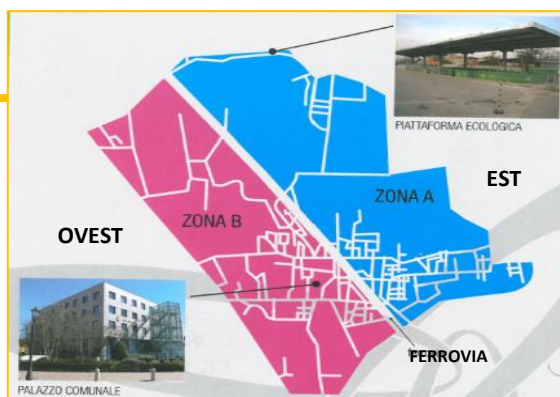 PIATTAFORMA ECOLOGICA
EST
ZONA A
ZONA B
OVEST
FERROVIA
PALAZZO COMUNALE